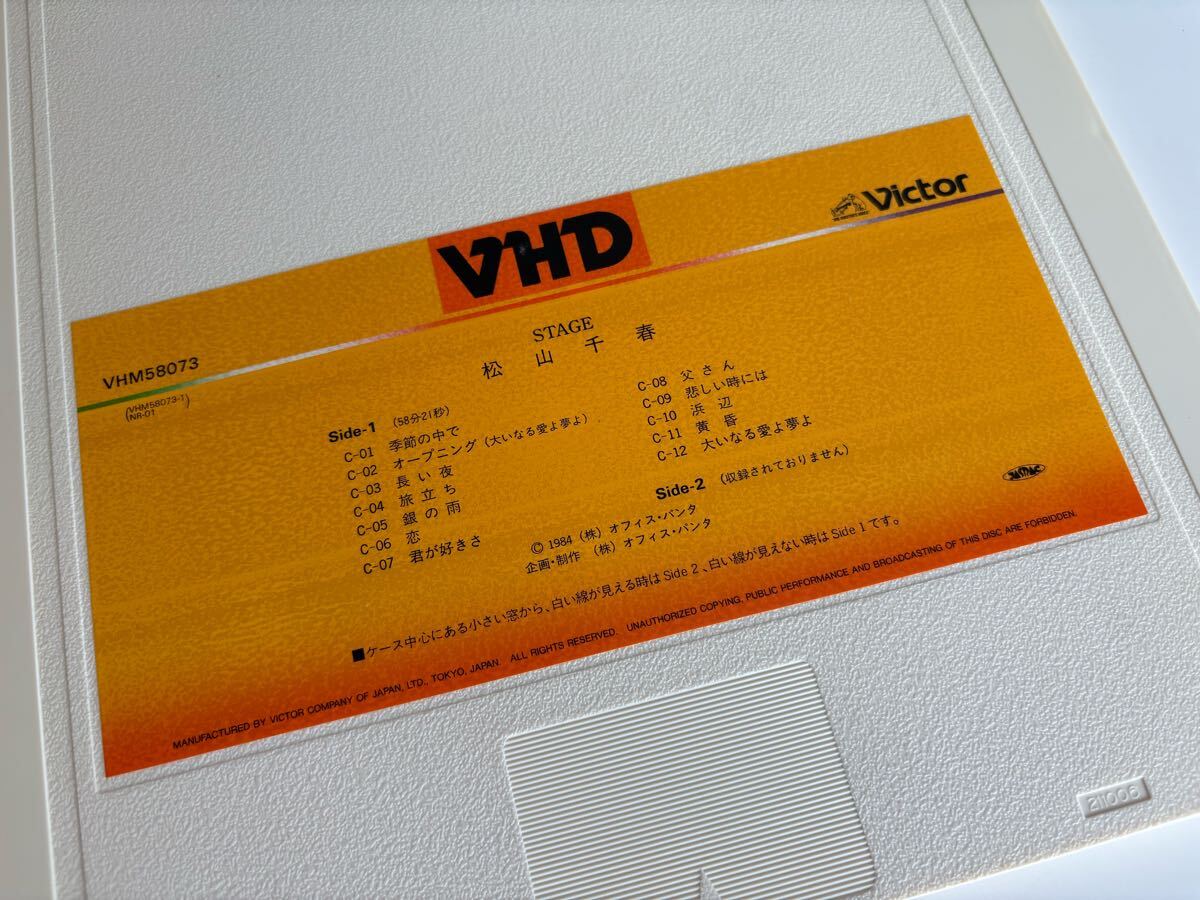 VHD
Victor
VHM58073
(VHM58073-1
NR-01)
STAGE
松山千春
Side-1 (58分21秒)
C-01 季節の中で
C-02 オープニング(大いなる愛よ夢よ)
C-03 長い夜
C-04 旅立ち
C-05 銀の雨
C-06 恋
C-07 君が好きさ
C-08 父さん
C-09 悲しい時には
C-10 浜辺
C-11 黄昏
C-12 大いなる愛よ夢よ
Side-2 (収録されておりません)
© 1984 (株) オフィス・パンタ
企画・制作 (株) オフィス・パンタ
JASRAC
■ケース中心にある小さい窓から、白い線が見える時はSide 2、白い線が見えない時はSide 1です。
MANUFACTURED BY VICTOR COMPANY OF JAPAN, LTD., TOKYO, JAPAN. ALL RIGHTS RESERVED. UNAUTHORIZED COPYING, PUBLIC PERFORMANCE AND BROADCASTING OF THIS DISC ARE FORBIDDEN.
211006